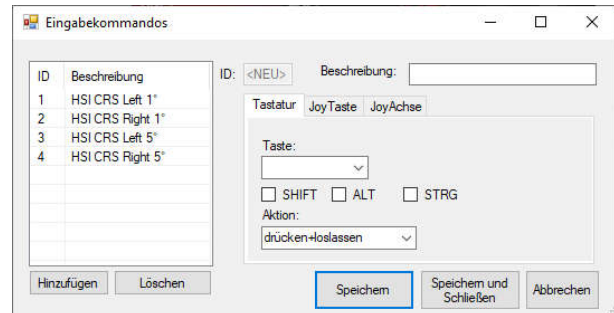 Eingabekommandos
ID Beschreibung
1 HSI CRS Left 1°
2 HSI CRS Right 1°
3 HSI CRS Left 5°
4 HSI CRS Right 5°
Hinzufügen Löschen
ID: <NEU> Beschreibung:
Tastatur JoyTaste JoyAchse
Taste:
SHIFT ALT STRG
Aktion:
drücken+loslassen
Speichern
Speichern und
Schließen
Abbrechen